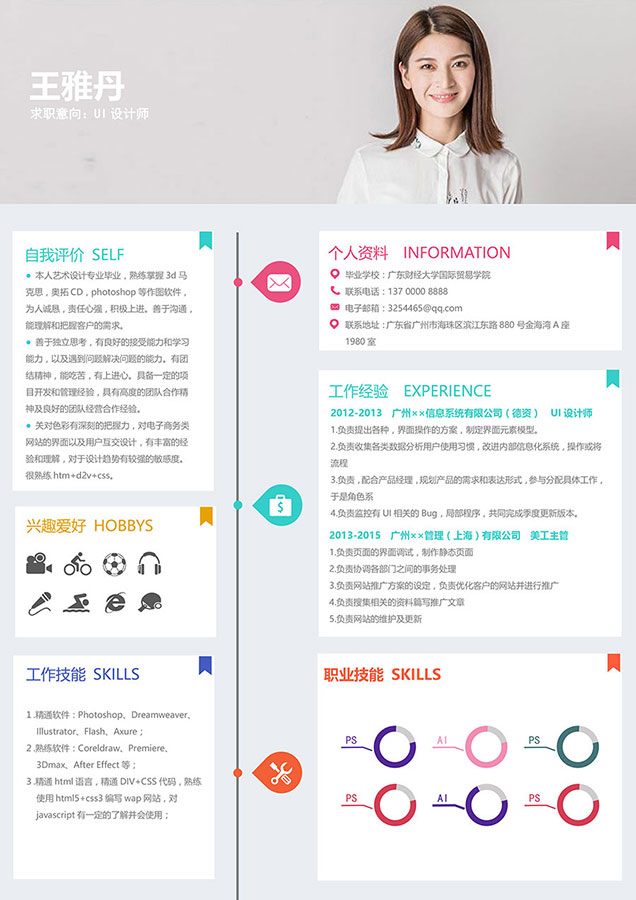 王雅丹
求职意向：UI 设计师
自我评价 SELF
本人艺术设计专业毕业，熟练掌握 3d 马
克思，奥拓 CD，photoshop 等作图软件，
为人诚恳，责任心强，积极上进。善于沟通，
能理解和把握客户的需求。
善于独立思考，有良好的接受能力和学习
能力，以及遇到问题解决问题的能力。有团
结精神，能吃苦，有上进心。具备一定的项
目开发和管理经验，具有高度的团队合作精
神及良好的团队经营合作经验。
关对色彩有深刻的把握力，对电子商务类
网站的界面以及用户互交设计，有丰富的经
验和理解，对于设计趋势有较强的敏感度。
很熟练 htm+d2v+css。
兴趣爱好 HOBBYS
工作技能 SKILLS
1.精通软件：Photoshop、Dreamweaver、
Illustrator、Flash、Axure；
2.熟练软件：Coreldraw、Premiere、
3Dmax、After Effect 等；
3.精通 html 语言，精通 DIV+CSS 代码，熟练
使用 html5+css3 编写 wap 网站，对
javascript 有一定的了解并会使用；
个人资料 INFORMATION
毕业学校：广东财经大学国际贸易学院
联系电话：137 0000 8888
电子邮箱：3254465@qq.com
联系地址:广东省广州市海珠区滨江东路 880 号金海湾 A 座
1980 室
工作经验 EXPERIENCE
2012-2013 广州××信息系统有限公司（德资） UI 设计师
1.负责提出各种，界面操作的方案，制定界面元素模型。
2.负责收集各类数据分析用户使用习惯，改进内部信息化系统，操作或将
流程
3.负责，配合产品经理，规划产品的需求和表达形式，参与分配具体工作，
于是角色系
4.负责监控有 UI 相关的 Bug，局部程序，共同完成季度更新版本。
2013-2015 广州××管理（上海）有限公司 美工主管
1.负责页面的界面调试，制作静态页面
2.负责协调各部门之间的事务处理
3.负责网站推广方案的设定，负责优化客户的网站并进行推广
4.负责搜集相关的资料篇写推广文章
5.负责网站的维护及更新
职业技能 SKILLS
PS AI PS
PS AI PS